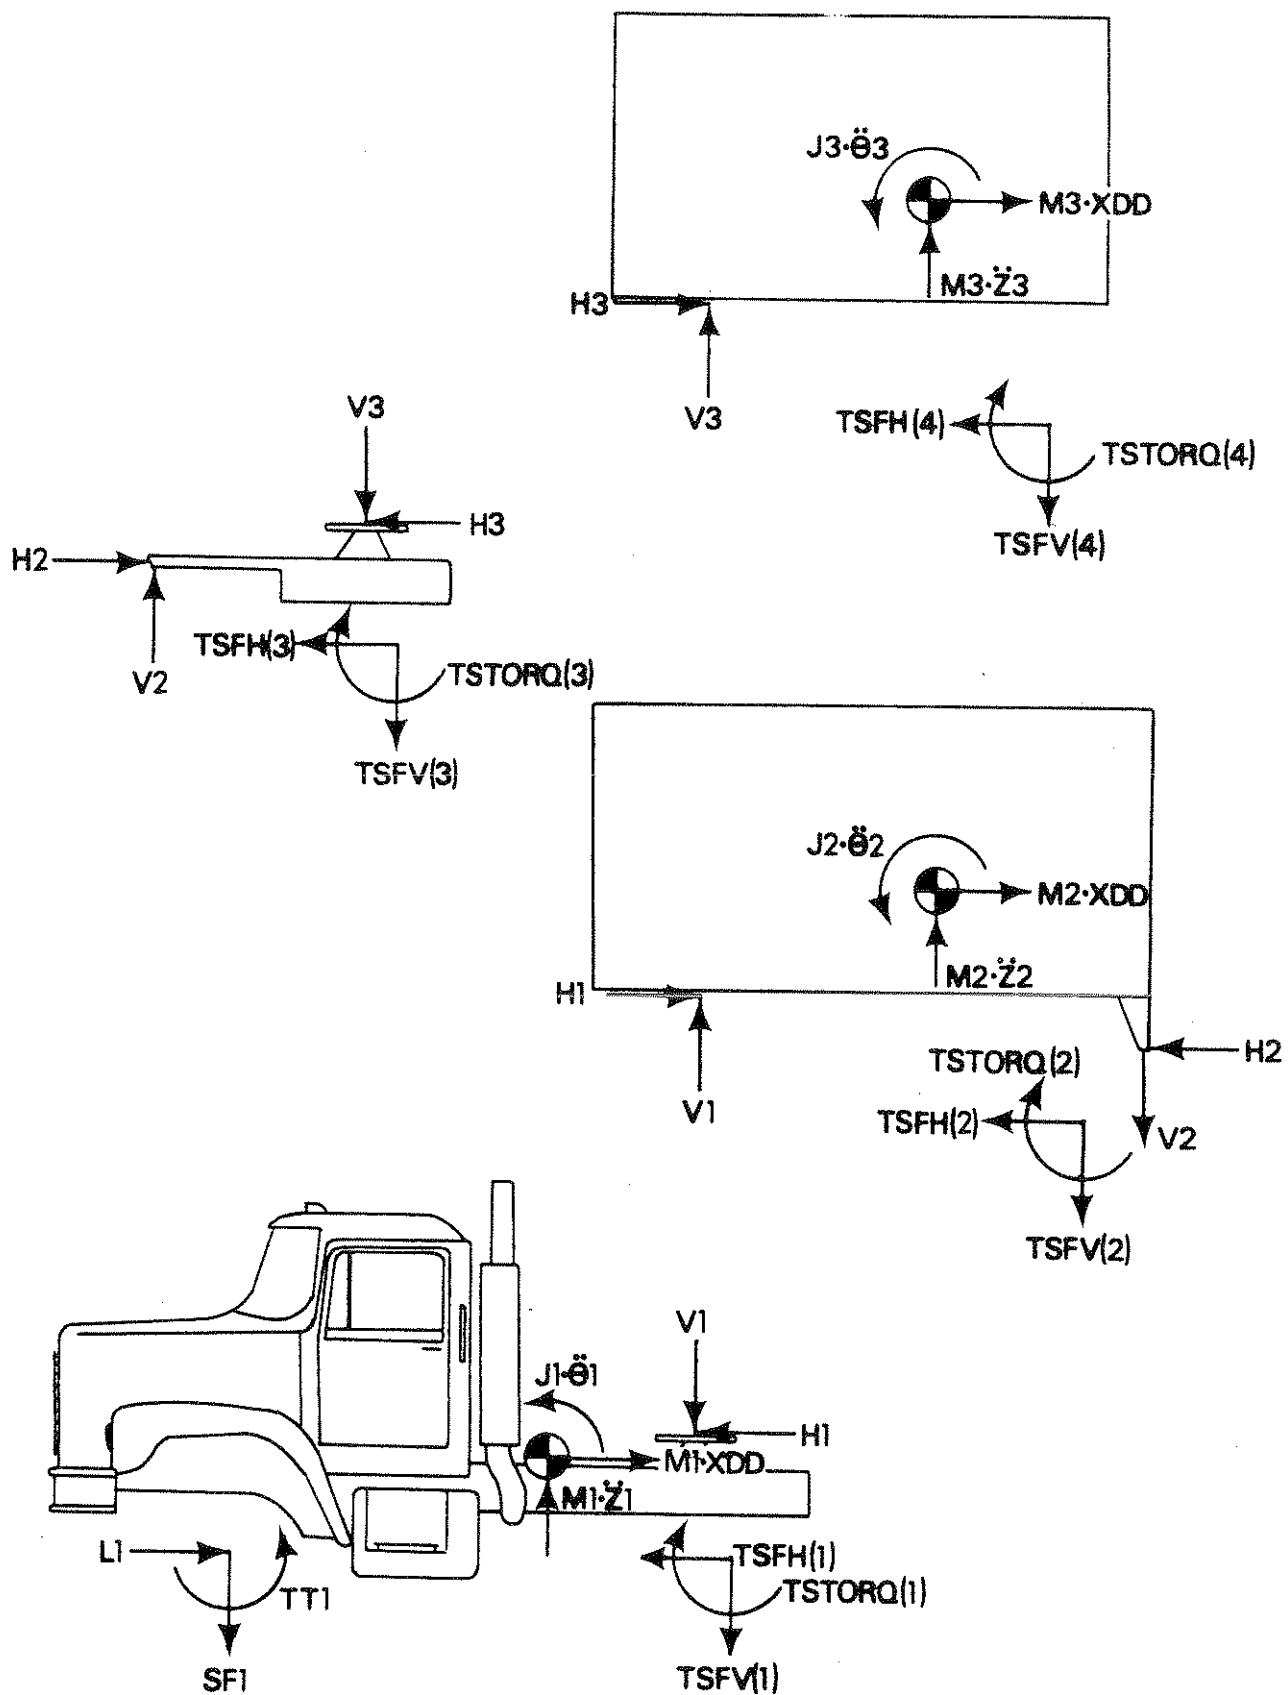 J3·Θ̈3
M3·XDD
M3·Z̈3
H3
V3
TSFH(4)
TSTORQ(4)
TSFV(4)
V3
H3
H2
V2
TSFH(3)
TSTORQ(3)
TSFV(3)
J2·Θ̈2
M2·XDD
M2·Z̈2
H1
V1
H2
TSTORQ(2)
TSFH(2)
V2
TSFV(2)
V1
H1
J1·Θ̈1
M1·XDD
M1·Z̈1
L1
TT1
SF1
TSFH(1)
TSTORQ(1)
TSFV(1)